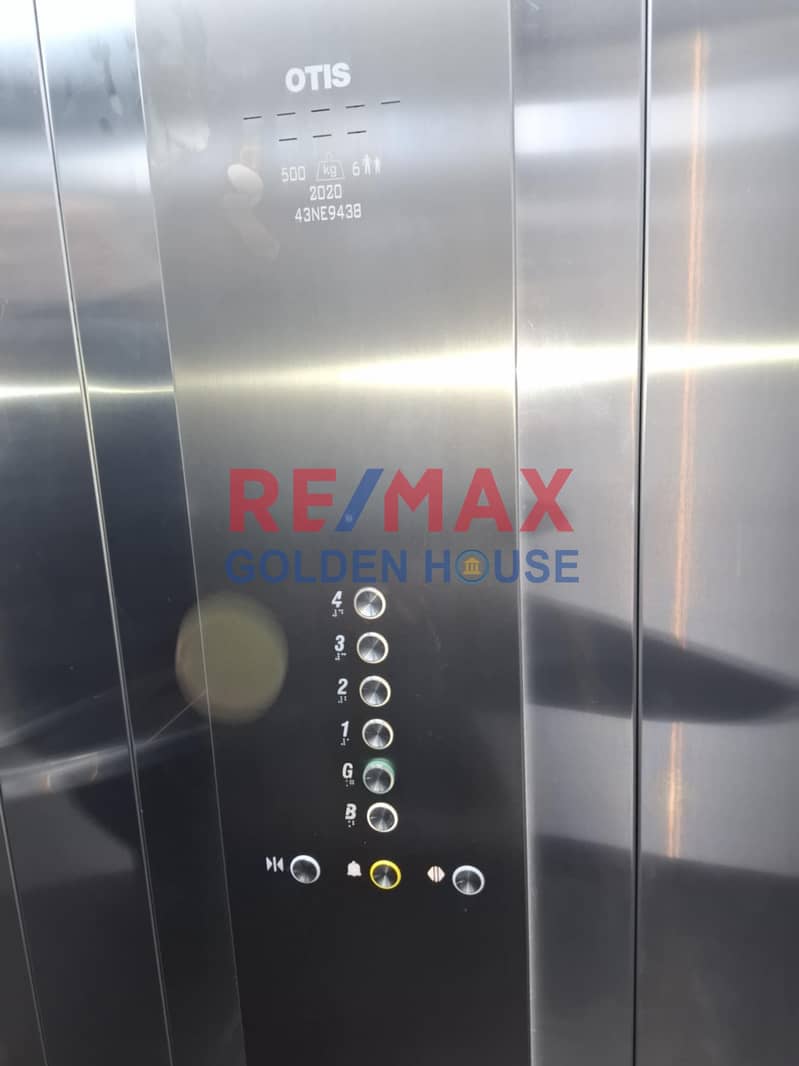 OTIS
500 kg 6
2020
43NE9438
RE/MAX
GOLDEN HOUSE
4
3
2
1
G
B